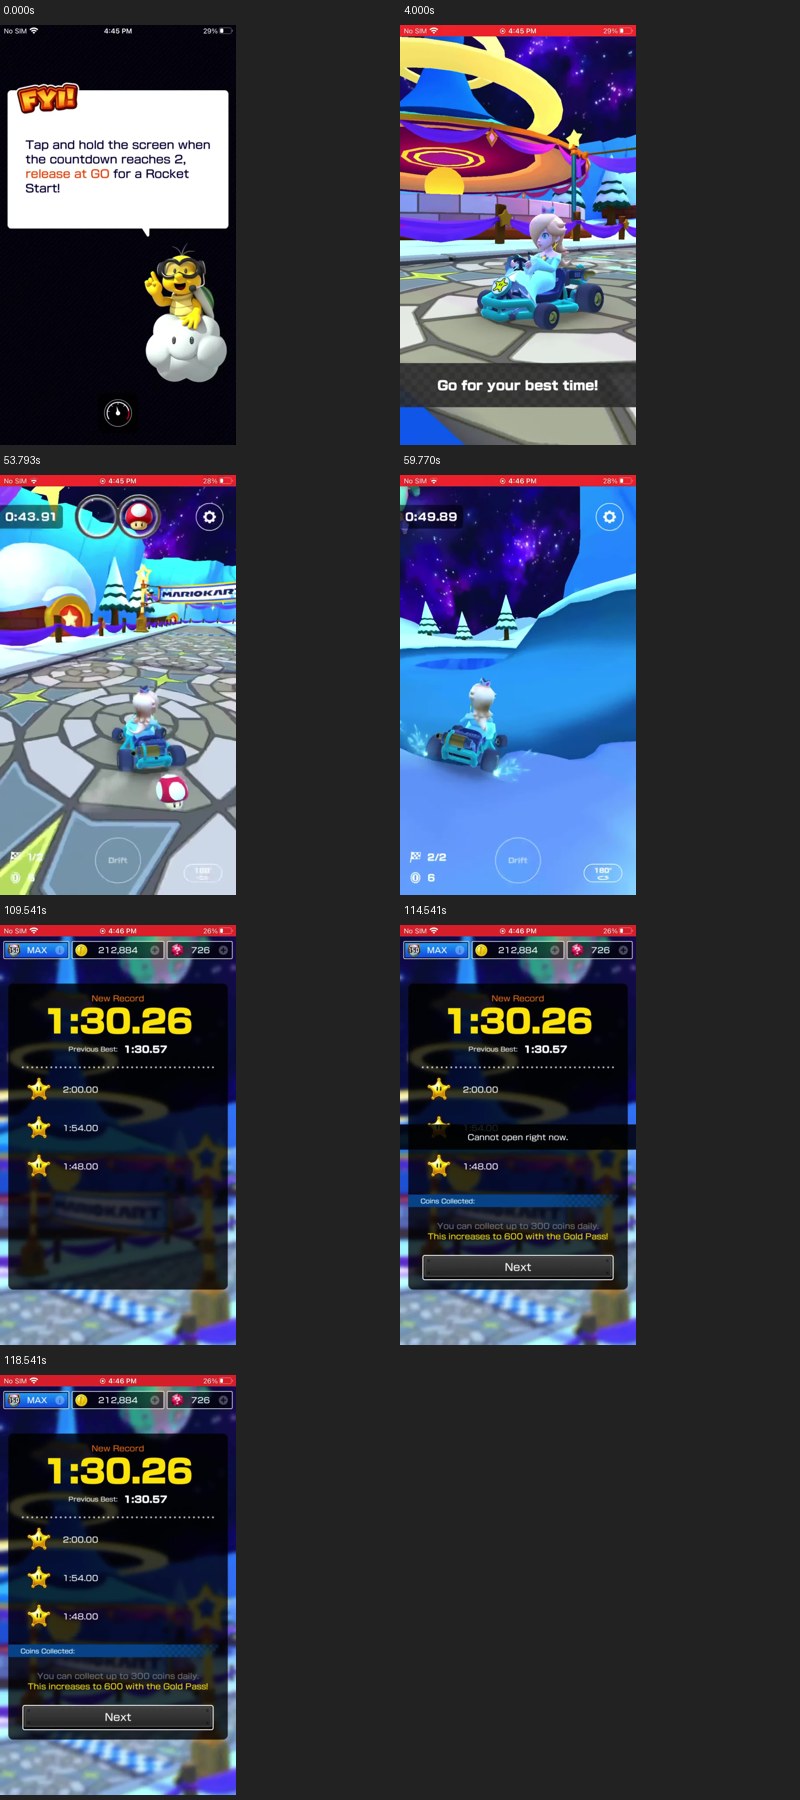 0.000s
No SIM 4:45 PM 29%
FYI!
Tap and hold the screen when
the countdown reaches 2,
release at GO for a Rocket
Start!
4.000s
No SIM 4:45 PM 29%
Go for your best time!
53.793s
No SIM 4:45 PM 28%
0:43.91
MARIOKART
Drift
1/2
180°
59.770s
No SIM 4:46 PM 28%
0:49.89
Drift
2/2
6
180°
109.541s
No SIM 4:46 PM 26%
MAX 212,884 726
New Record
1:30.26
Previous Best: 1:30.57
2:00.00
1:54.00
1:48.00
MARIOKART
114.541s
No SIM 4:46 PM 26%
MAX 212,884 726
New Record
1:30.26
Previous Best: 1:30.57
2:00.00
1:54.00
Cannot open right now.
1:48.00
Coins Collected:
You can collect up to 300 coins daily.
This increases to 600 with the Gold Pass!
Next
118.541s
No SIM 4:46 PM 26%
MAX 212,884 726
New Record
1:30.26
Previous Best: 1:30.57
2:00.00
1:54.00
1:48.00
Coins Collected:
You can collect up to 300 coins daily.
This increases to 600 with the Gold Pass!
Next